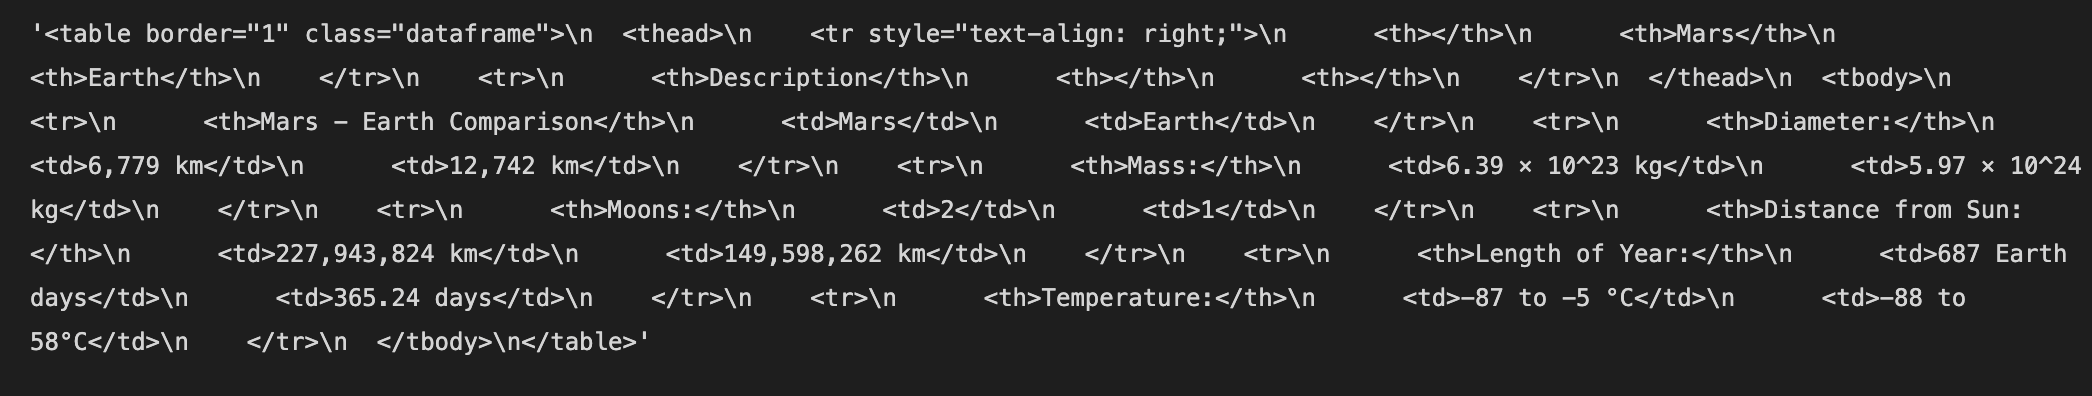 '<table border="1" class="dataframe">\n  <thead>\n    <tr style="text-align: right;">\n      <th></th>\n      <th>Mars</th>\n
<th>Earth</th>\n    </tr>\n    <tr>\n      <th>Description</th>\n      <th></th>\n      <th></th>\n    </tr>\n  </thead>\n  <tbody>\n
<tr>\n      <th>Mars - Earth Comparison</th>\n      <td>Mars</td>\n      <td>Earth</td>\n    </tr>\n    <tr>\n      <th>Diameter:</th>\n
<td>6,779 km</td>\n      <td>12,742 km</td>\n    </tr>\n    <tr>\n      <th>Mass:</th>\n      <td>6.39 × 10^23 kg</td>\n      <td>5.97 × 10^24
kg</td>\n    </tr>\n    <tr>\n      <th>Moons:</th>\n      <td>2</td>\n      <td>1</td>\n    </tr>\n    <tr>\n      <th>Distance from Sun:
</th>\n      <td>227,943,824 km</td>\n      <td>149,598,262 km</td>\n    </tr>\n    <tr>\n      <th>Length of Year:</th>\n      <td>687 Earth
days</td>\n      <td>365.24 days</td>\n    </tr>\n    <tr>\n      <th>Temperature:</th>\n      <td>-87 to -5 °C</td>\n      <td>-88 to
58°C</td>\n    </tr>\n  </tbody>\n</table>'